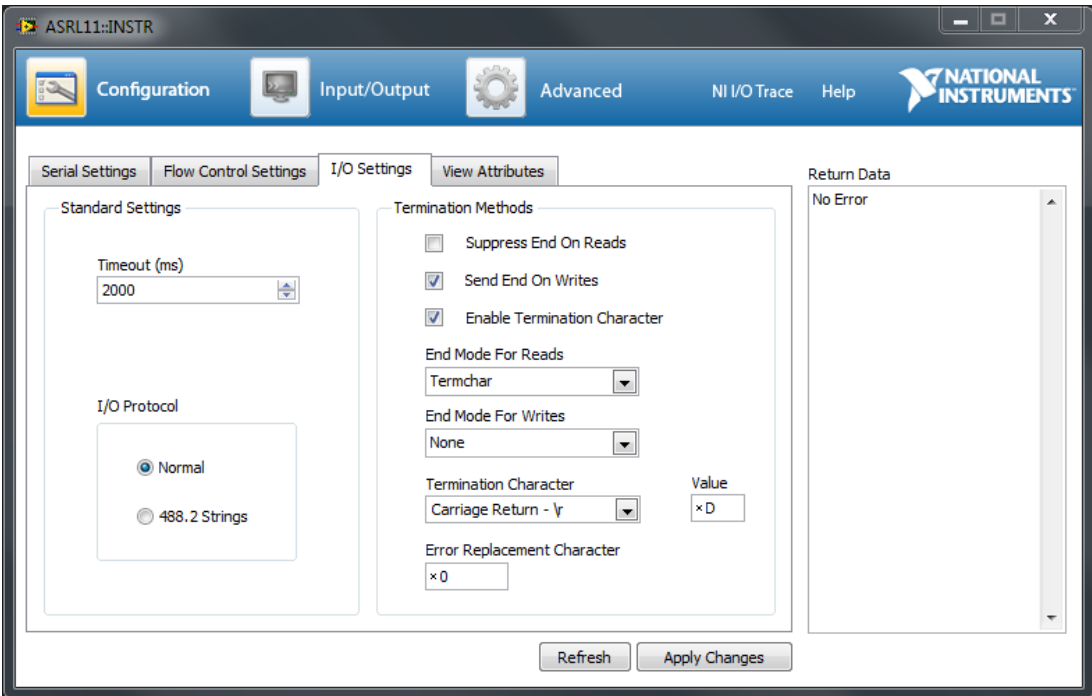 ASRL11::INSTR
Configuration
Input/Output
Advanced
NI I/O Trace
Help
NATIONAL
INSTRUMENTS
Serial Settings
Flow Control Settings
I/O Settings
View Attributes
Standard Settings
Timeout (ms)
2000
I/O Protocol
Normal
488.2 Strings
Termination Methods
Suppress End On Reads
Send End On Writes
Enable Termination Character
End Mode For Reads
Termchar
End Mode For Writes
None
Termination Character
Carriage Return - \r
Value
×D
Error Replacement Character
×0
Return Data
No Error
Refresh
Apply Changes